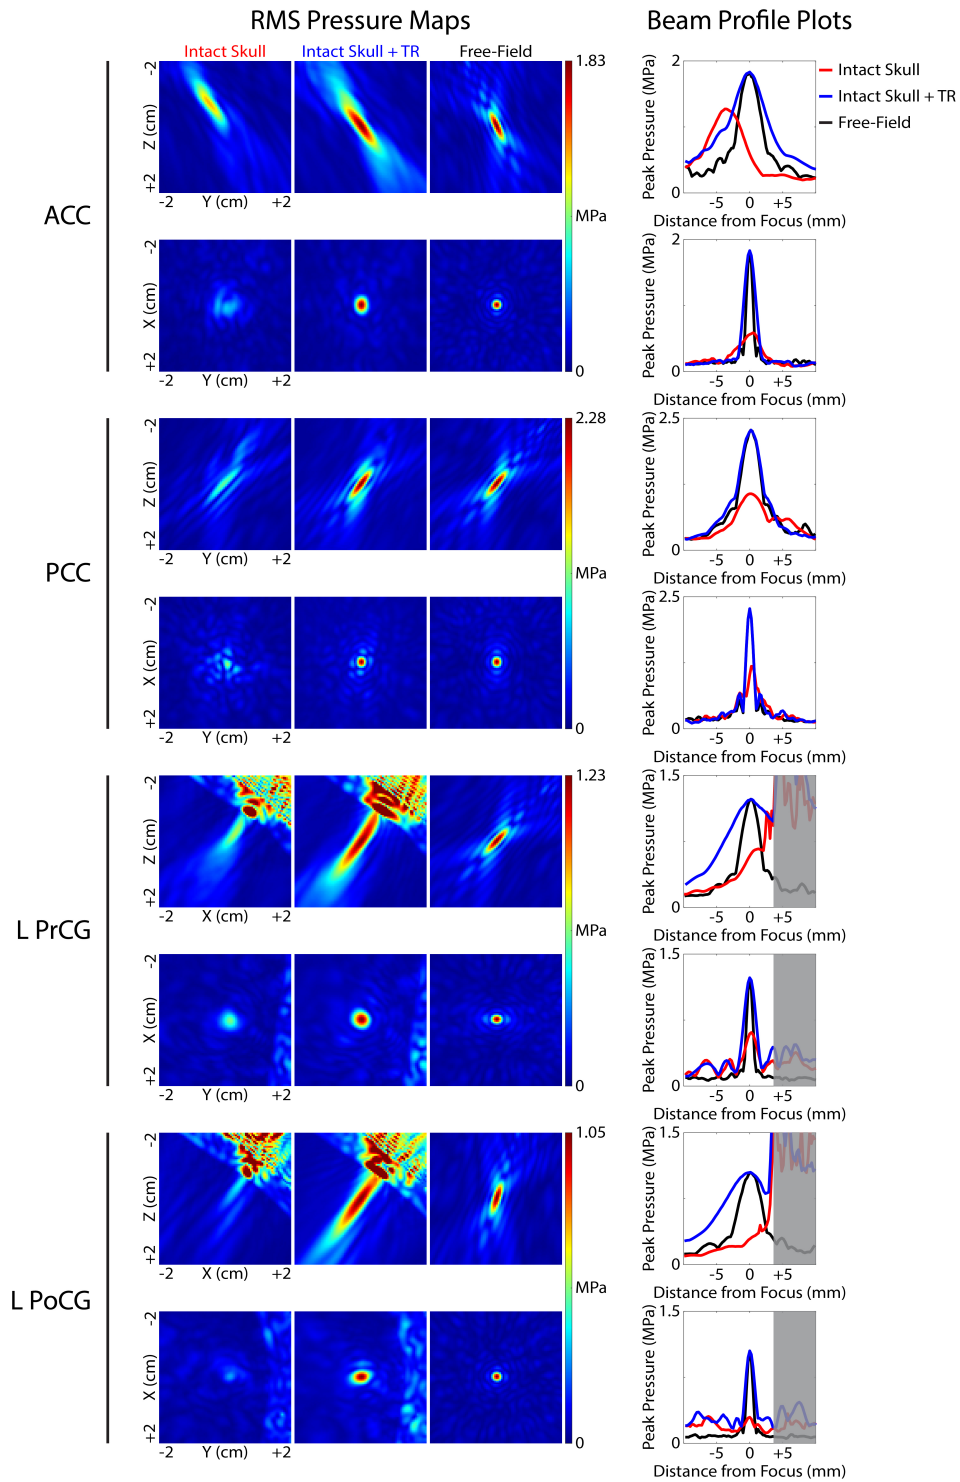 RMS Pressure Maps
Beam Profile Plots
Intact Skull
Intact Skull + TR
Free-Field
Intact Skull
Intact Skull + TR
Free-Field
ACC
-2
Z (cm)
+2
-2
Y (cm)
+2
-2
X (cm)
+2
-2
Y (cm)
+2
1.83
MPa
0
2
Peak Pressure (MPa)
0
-5
0
+5
Distance from Focus (mm)
2
Peak Pressure (MPa)
0
-5
0
+5
Distance from Focus (mm)
PCC
-2
Z (cm)
+2
-2
Y (cm)
+2
-2
X (cm)
+2
-2
Y (cm)
+2
2.28
MPa
0
2.5
Peak Pressure (MPa)
0
-5
0
+5
Distance from Focus (mm)
2.5
Peak Pressure (MPa)
0
-5
0
+5
Distance from Focus (mm)
L PrCG
-2
Z (cm)
+2
-2
X (cm)
+2
-2
X (cm)
+2
-2
Y (cm)
+2
1.23
MPa
0
1.5
Peak Pressure (MPa)
0
-5
0
+5
Distance from Focus (mm)
1.5
Peak Pressure (MPa)
0
-5
0
+5
Distance from Focus (mm)
L PoCG
-2
Z (cm)
+2
-2
X (cm)
+2
-2
X (cm)
+2
-2
Y (cm)
+2
1.05
MPa
0
1.5
Peak Pressure (MPa)
0
-5
0
+5
Distance from Focus (mm)
1.5
Peak Pressure (MPa)
0
-5
0
+5
Distance from Focus (mm)